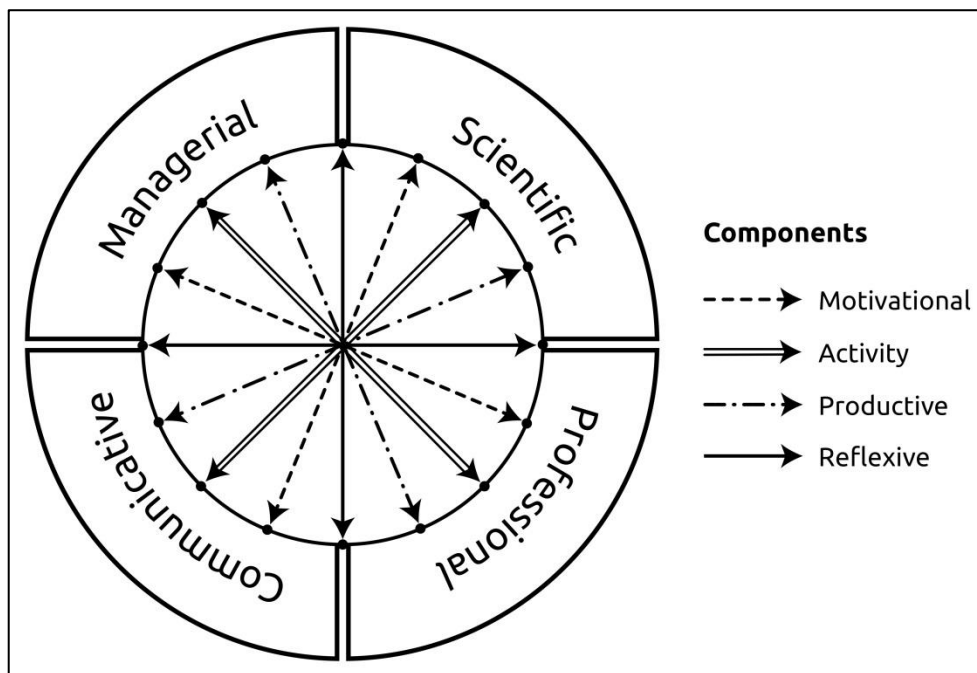 Managerial
Scientific
Communicative
Professional
Components
Motivational
Activity
Productive
Reflexive